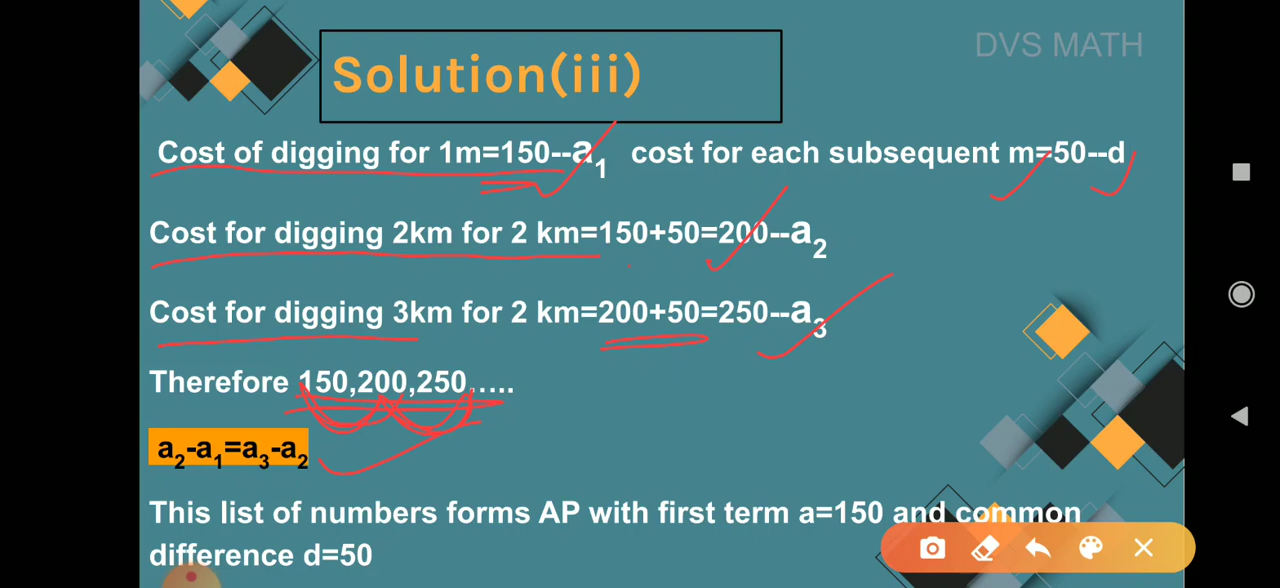 DVS MATH
Solution(iii)
Cost of digging for 1m=150--a₁ cost for each subsequent m=50--d
Cost for digging 2km for 2 km=150+50=200--a₂
Cost for digging 3km for 2 km=200+50=250--a₃
Therefore 150,200,250.....
a₂-a₁=a₃-a₂
This list of numbers forms AP with first term a=150 and common
difference d=50